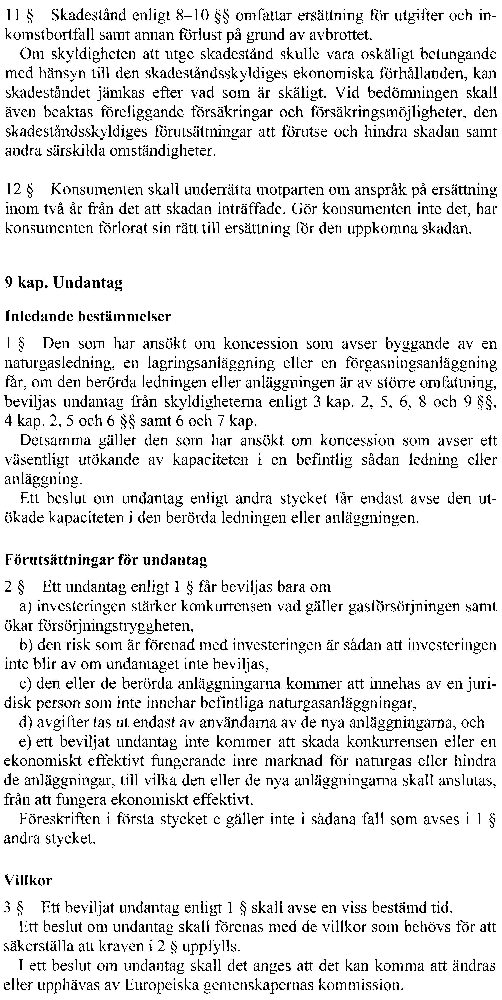 11 § Skadestånd enligt 8–10 §§ omfattar ersättning för utgifter och in-
komstbortfall samt annan förlust på grund av avbrottet.
Om skyldigheten att utge skadestånd skulle vara oskäligt betungande
med hänsyn till den skadeståndsskyldiges ekonomiska förhållanden, kan
skadeståndet jämkas efter vad som är skäligt. Vid bedömningen skall
även beaktas föreliggande försäkringar och försäkringsmöjligheter, den
skadeståndsskyldiges förutsättningar att förutse och hindra skadan samt
andra särskilda omständigheter.
12 § Konsumenten skall underrätta motparten om anspråk på ersättning
inom två år från det att skadan inträffade. Gör konsumenten inte det, har
konsumenten förlorat sin rätt till ersättning för den uppkomna skadan.
9 kap. Undantag
Inledande bestämmelser
1 § Den som har ansökt om koncession som avser byggande av en
naturgasledning, en lagringsanläggning eller en förgasningsanläggning
får, om den berörda ledningen eller anläggningen är av större omfattning,
beviljas undantag från skyldigheterna enligt 3 kap. 2, 5, 6, 8 och 9 §§,
4 kap. 2, 5 och 6 §§ samt 6 och 7 kap.
Detsamma gäller den som har ansökt om koncession som avser ett
väsentligt utökande av kapaciteten i en befintlig sådan ledning eller
anläggning.
Ett beslut om undantag enligt andra stycket får endast avse den ut-
ökade kapaciteten i den berörda ledningen eller anläggningen.
Förutsättningar för undantag
2 § Ett undantag enligt 1 § får beviljas bara om
a) investeringen stärker konkurrensen vad gäller gasförsörjningen samt
ökar försörjningstryggheten,
b) den risk som är förenad med investeringen är sådan att investeringen
inte blir av om undantaget inte beviljas,
c) den eller de berörda anläggningarna kommer att innehas av en juri-
disk person som inte innehar befintliga naturgasanläggningar,
d) avgifter tas ut endast av användarna av de nya anläggningarna, och
e) ett beviljat undantag inte kommer att skada konkurrensen eller en
ekonomiskt effektivt fungerande inre marknad för naturgas eller hindra
de anläggningar, till vilka den eller de nya anläggningarna skall anslutas,
från att fungera ekonomiskt effektivt.
Föreskriften i första stycket c gäller inte i sådana fall som avses i 1 §
andra stycket.
Villkor
3 § Ett beviljat undantag enligt 1 § skall avse en viss bestämd tid.
Ett beslut om undantag skall förenas med de villkor som behövs för att
säkerställa att kraven i 2 § uppfylls.
I ett beslut om undantag skall det anges att det kan komma att ändras
eller upphävas av Europeiska gemenskapernas kommission.